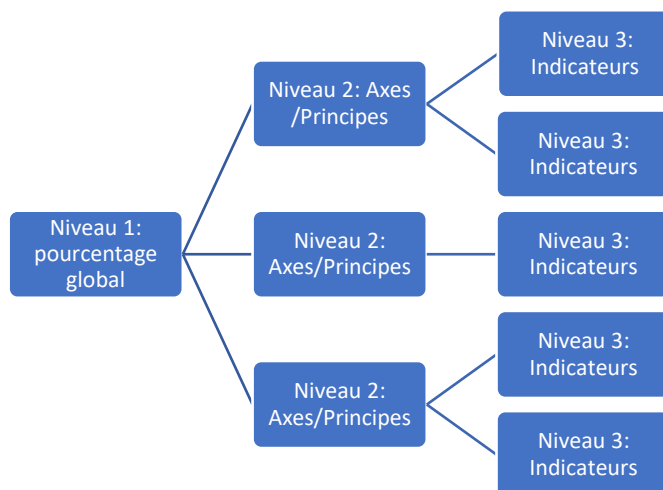 Niveau 1:
pourcentage
global
Niveau 2: Axes
/Principes
Niveau 3:
Indicateurs
Niveau 3:
Indicateurs
Niveau 2:
Axes/Principes
Niveau 3:
Indicateurs
Niveau 2:
Axes/Principes
Niveau 3:
Indicateurs
Niveau 3:
Indicateurs